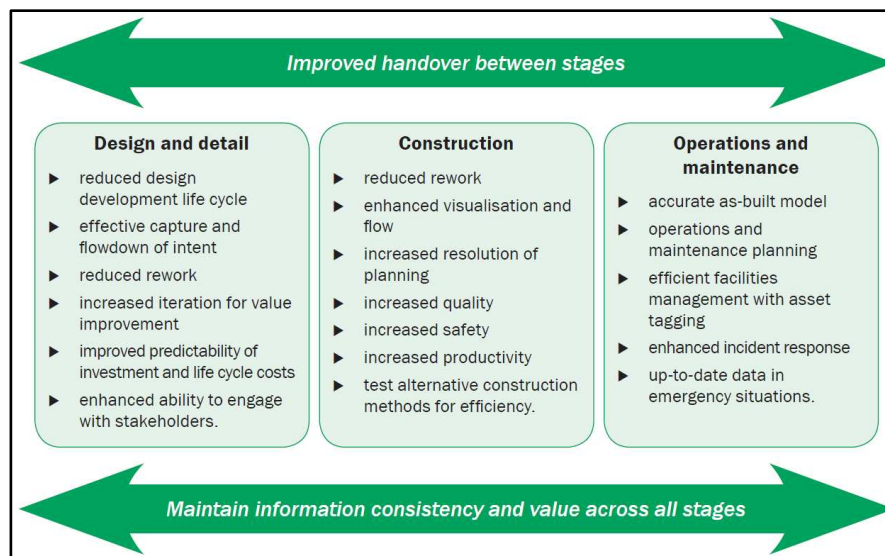 Improved handover between stages
Design and detail
▶ reduced design
development life cycle
▶ effective capture and
flowdown of intent
▶ reduced rework
▶ increased iteration for value
improvement
▶ improved predictability of
investment and life cycle costs
▶ enhanced ability to engage
with stakeholders.
Construction
▶ reduced rework
▶ enhanced visualisation and
flow
▶ increased resolution of
planning
▶ increased quality
▶ increased safety
▶ increased productivity
▶ test alternative construction
methods for efficiency.
Operations and
maintenance
▶ accurate as-built model
▶ operations and
maintenance planning
▶ efficient facilities
management with asset
tagging
▶ enhanced incident response
▶ up-to-date data in
emergency situations.
Maintain information consistency and value across all stages